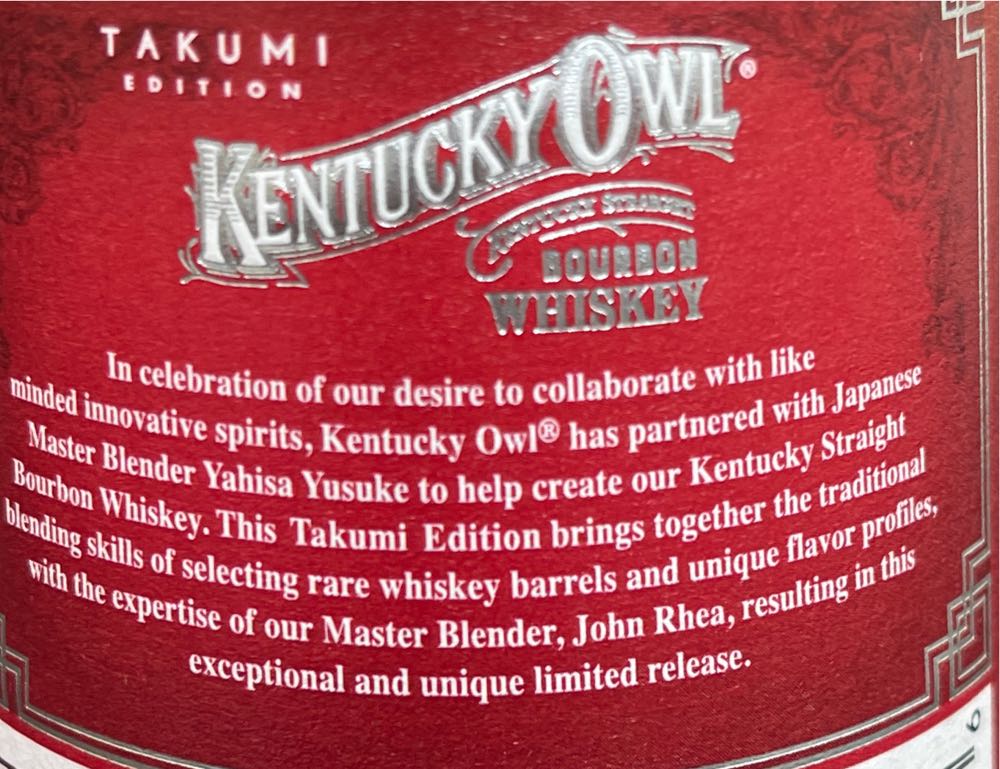 TAKUMI
EDITION
KENTUCKY OWL®
KENTUCKY STRAIGHT
BOURBON
WHISKEY
In celebration of our desire to collaborate with like
minded innovative spirits, Kentucky Owl® has partnered with Japanese
Master Blender Yahisa Yusuke to help create our Kentucky Straight
Bourbon Whiskey. This Takumi Edition brings together the traditional
blending skills of selecting rare whiskey barrels and unique flavor profiles,
with the expertise of our Master Blender, John Rhea, resulting in this
exceptional and unique limited release.